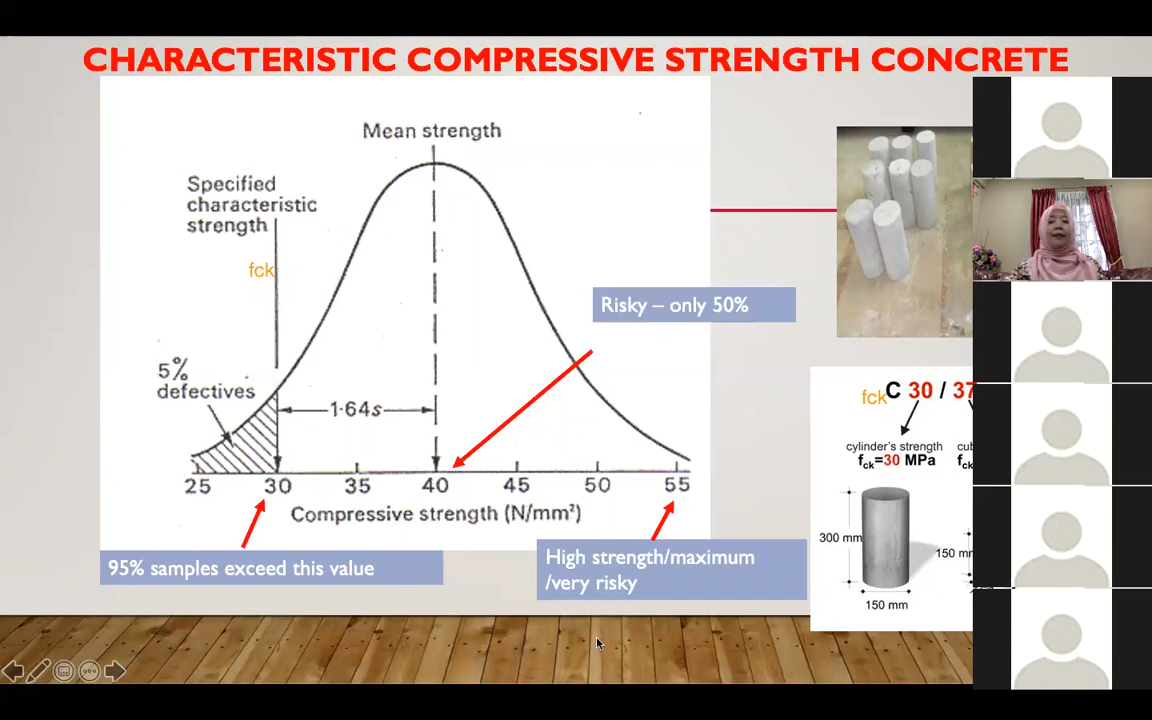 CHARACTERISTIC COMPRESSIVE STRENGTH CONCRETE
Mean strength
Specified
characteristic
strength
fck
Risky – only 50%
5%
defectives
1·64s
25 30 35 40 45 50 55
Compressive strength (N/mm²)
95% samples exceed this value
High strength/maximum
/very risky
fck C 30 / 37
cylinder's strength
fck=30 MPa
fck
300 mm
150 mm
150